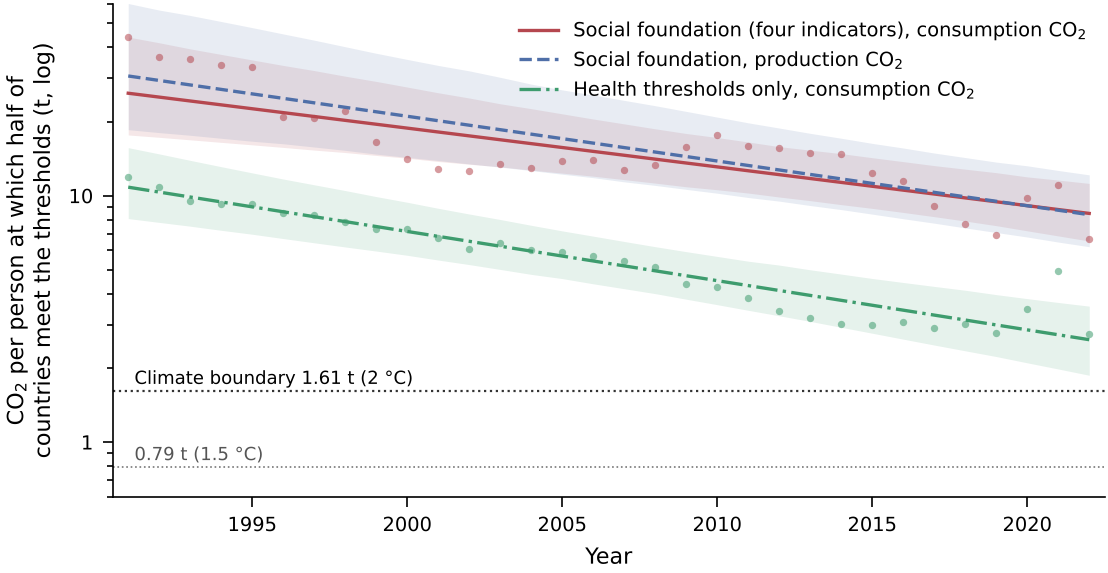 Social foundation (four indicators), consumption CO₂
Social foundation, production CO₂
Health thresholds only, consumption CO₂
CO₂ per person at which half of
countries meet the thresholds (t, log)
10
1
Climate boundary 1.61 t (2 °C)
0.79 t (1.5 °C)
1995
2000
2005
2010
2015
2020
Year